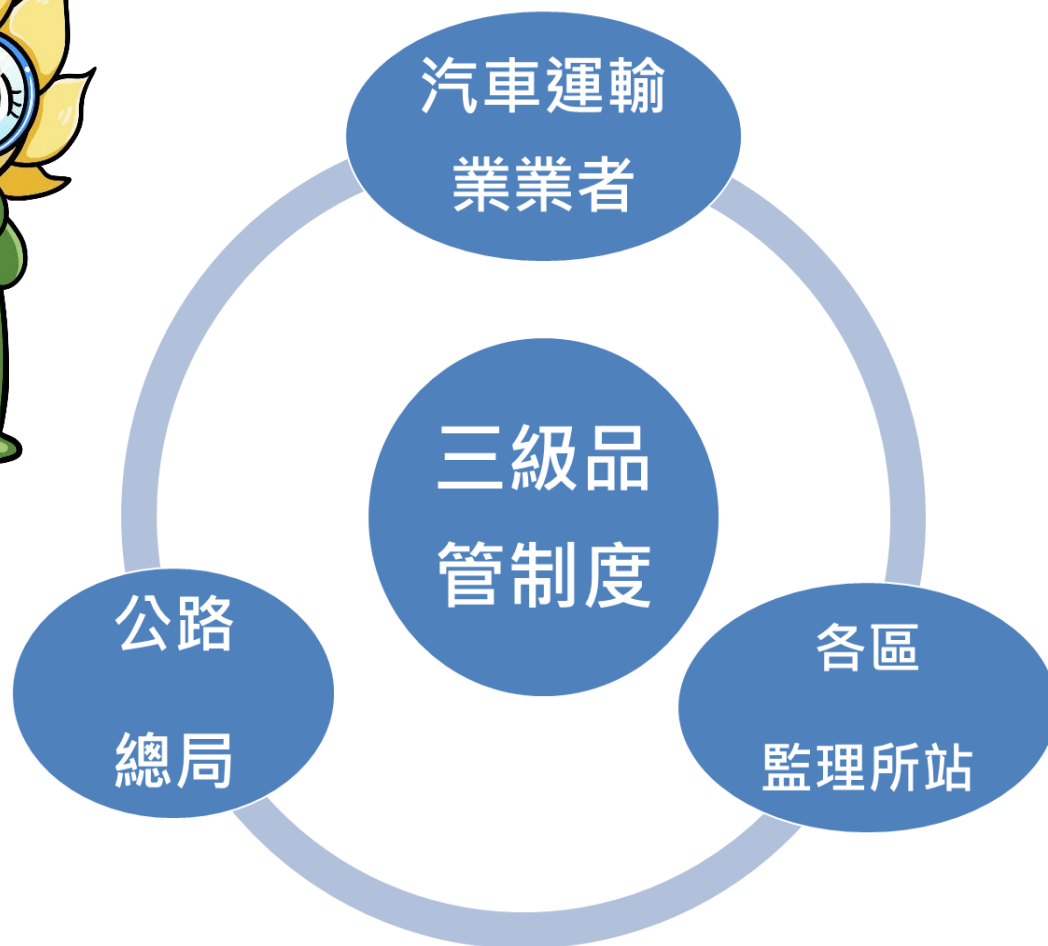 汽車運輸
業業者
三級品
管制度
公路
總局
各區
監理所站